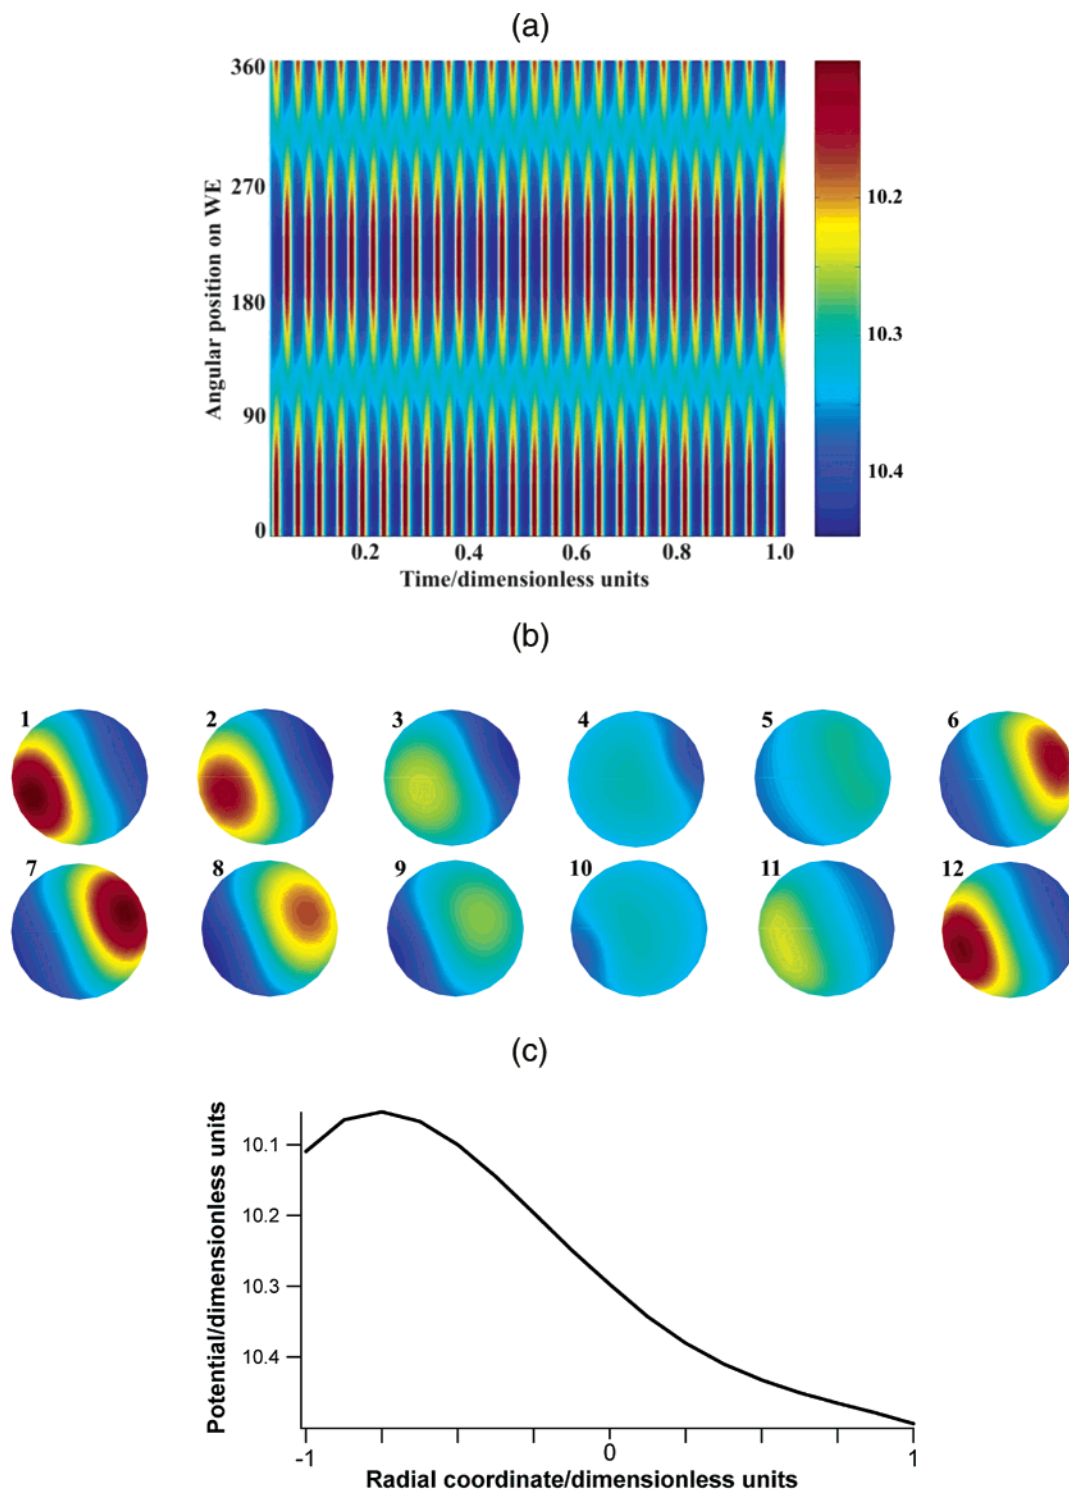 (a)
360
270
180
90
0
Angular position on WE
0.2 0.4 0.6 0.8 1.0
Time/dimensionless units
10.2
10.3
10.4
(b)
1 2 3 4 5 6
7 8 9 10 11 12
(c)
10.1
10.2
10.3
10.4
Potential/dimensionless units
-1 0 1
Radial coordinate/dimensionless units